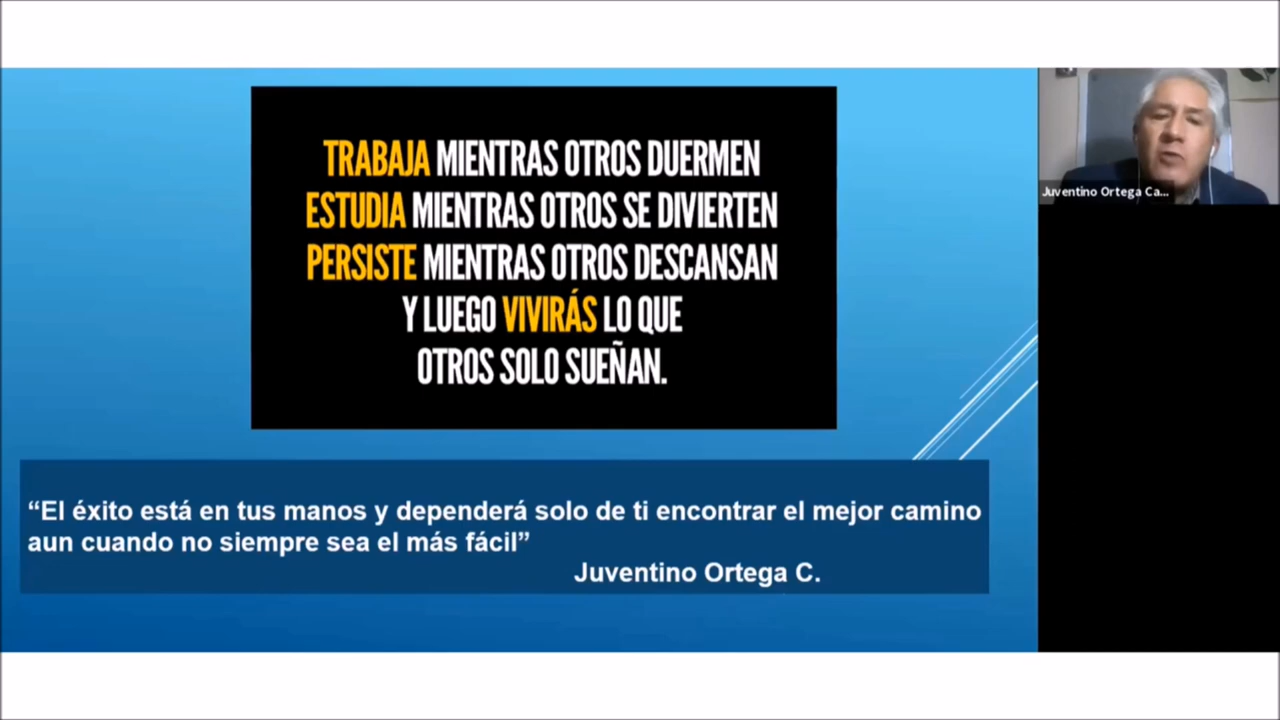 TRABAJA MIENTRAS OTROS DUERMEN
ESTUDIA MIENTRAS OTROS SE DIVIERTEN
PERSISTE MIENTRAS OTROS DESCANSAN
Y LUEGO VIVIRÁS LO QUE
OTROS SOLO SUEÑAN.
“El éxito está en tus manos y dependerá solo de ti encontrar el mejor camino
aun cuando no siempre sea el más fácil”
Juventino Ortega C.
Juventino Ortega Ca...